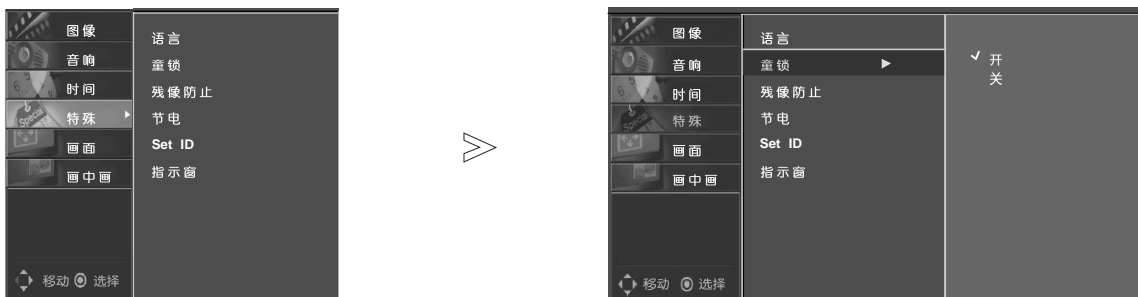 图像
音响
时间
特殊
画面
画中画
移动 选择
语言
童锁
残像防止
节电
Set ID
指示窗
图像
音响
时间
特殊
画面
画中画
移动 选择
语言
童锁
残像防止
节电
Set ID
指示窗
开
关